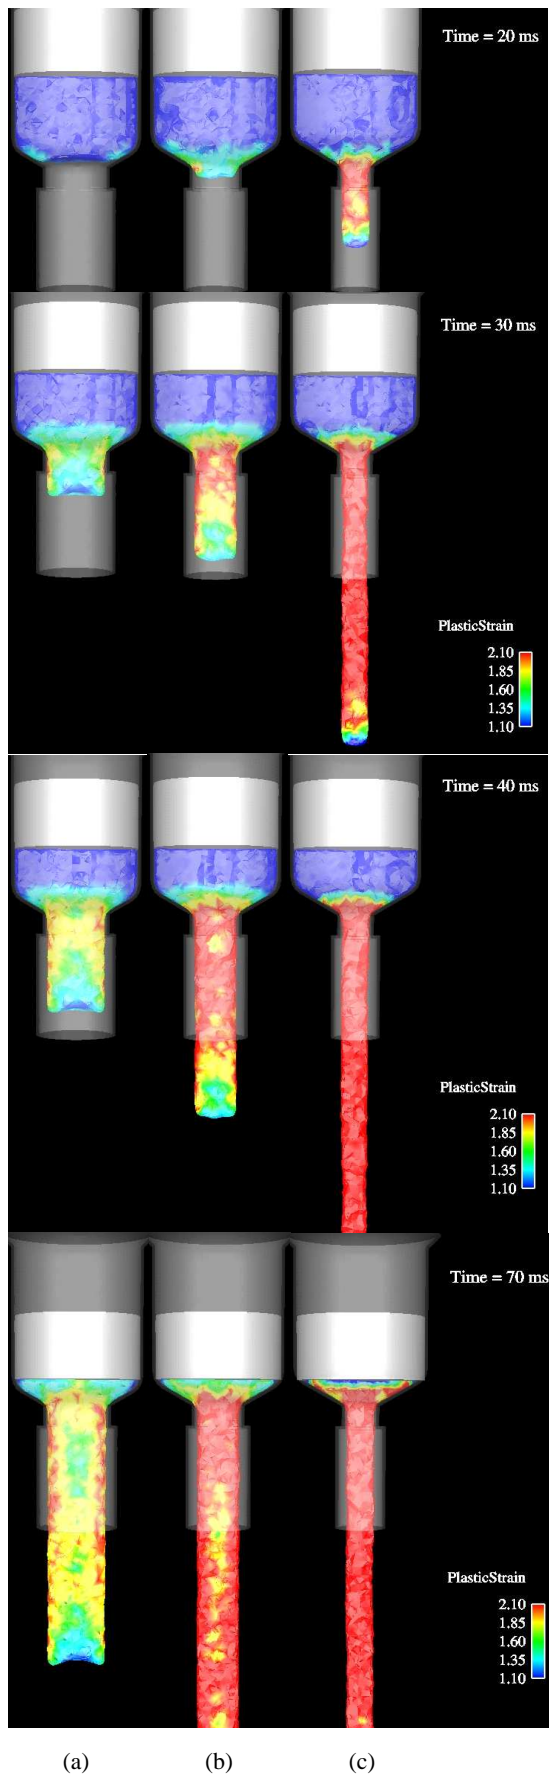 Time = 20 ms
Time = 30 ms
PlasticStrain
2.10
1.85
1.60
1.35
1.10
Time = 40 ms
PlasticStrain
2.10
1.85
1.60
1.35
1.10
Time = 70 ms
PlasticStrain
2.10
1.85
1.60
1.35
1.10
(a) (b) (c)